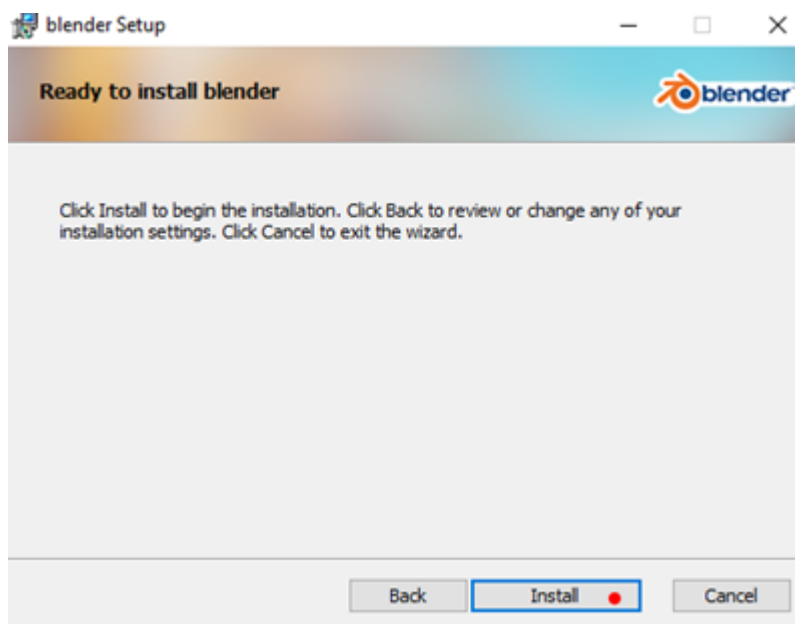 blender Setup
Ready to install blender
blender
Click Install to begin the installation. Click Back to review or change any of your
installation settings. Click Cancel to exit the wizard.
Back Install Cancel